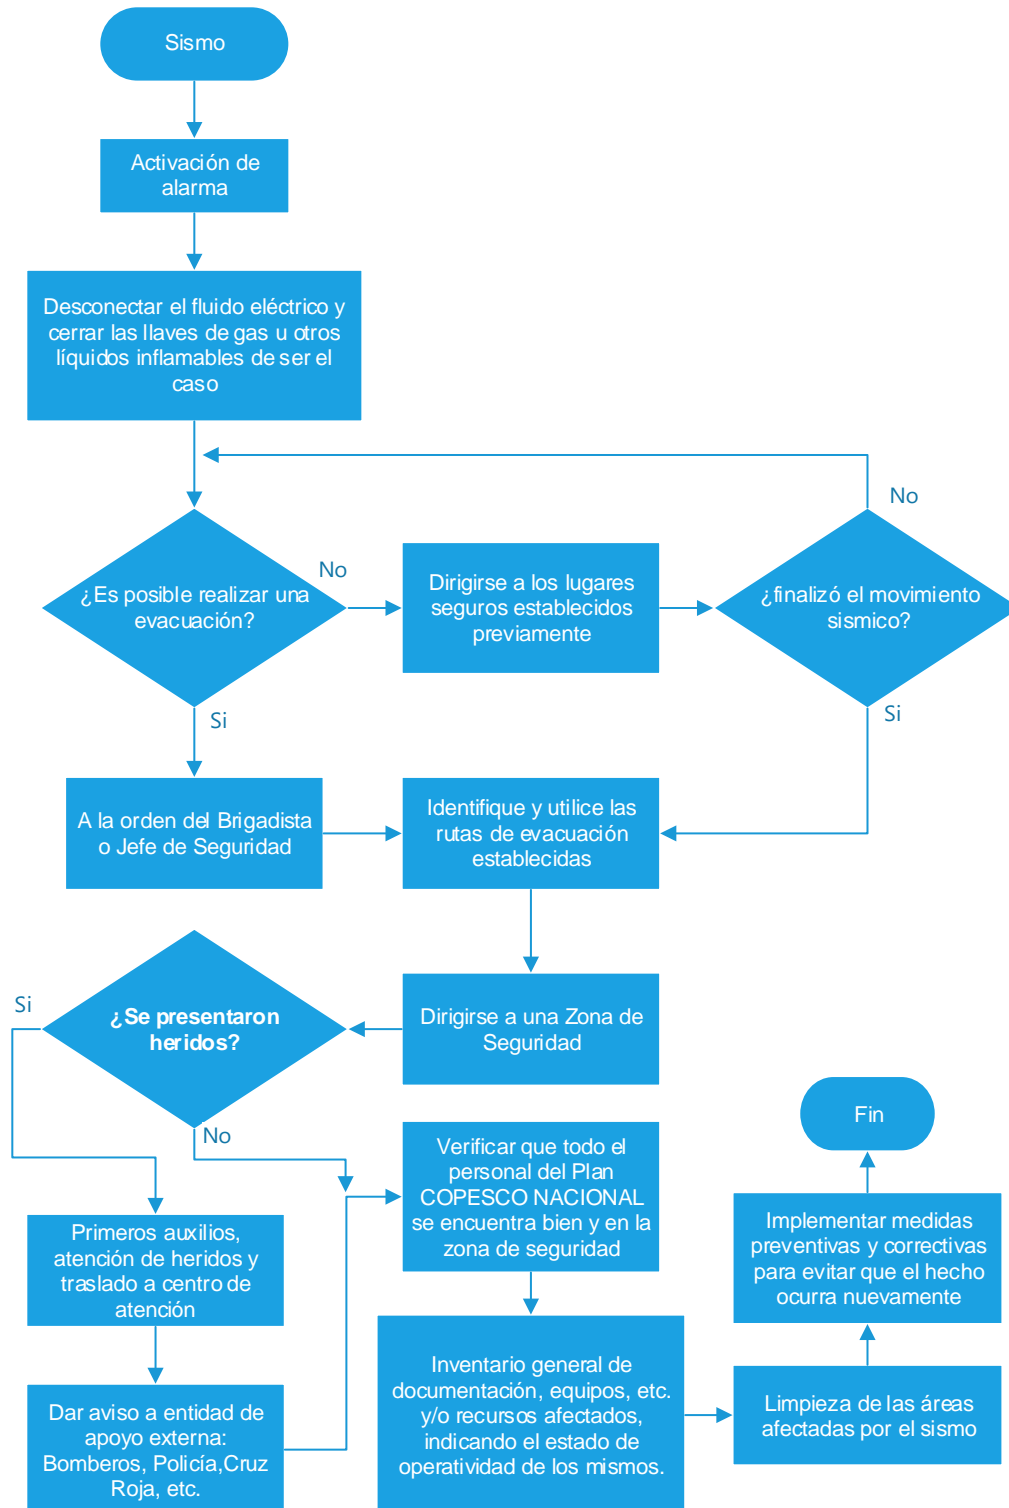 Sismo
Activación de
alarma
Desconectar el fluido eléctrico y
cerrar las llaves de gas u otros
líquidos inflamables de ser el
caso
No
¿Es posible realizar una
evacuación?
No
Dirigirse a los lugares
seguros establecidos
previamente
¿finalizó el movimiento
sismico?
Si
Si
A la orden del Brigadista
o Jefe de Seguridad
Identifique y utilice las
rutas de evacuación
establecidas
Dirigirse a una Zona de
Seguridad
¿Se presentaron
heridos?
Si
No
Primeros auxilios,
atención de heridos y
traslado a centro de
atención
Dar aviso a entidad de
apoyo externa:
Bomberos, Policía,Cruz
Roja, etc.
Verificar que todo el
personal del Plan
COPESCO NACIONAL
se encuentra bien y en la
zona de seguridad
Inventario general de
documentación, equipos, etc.
y/o recursos afectados,
indicando el estado de
operatividad de los mismos.
Limpieza de las áreas
afectadas por el sismo
Implementar medidas
preventivas y correctivas
para evitar que el hecho
ocurra nuevamente
Fin